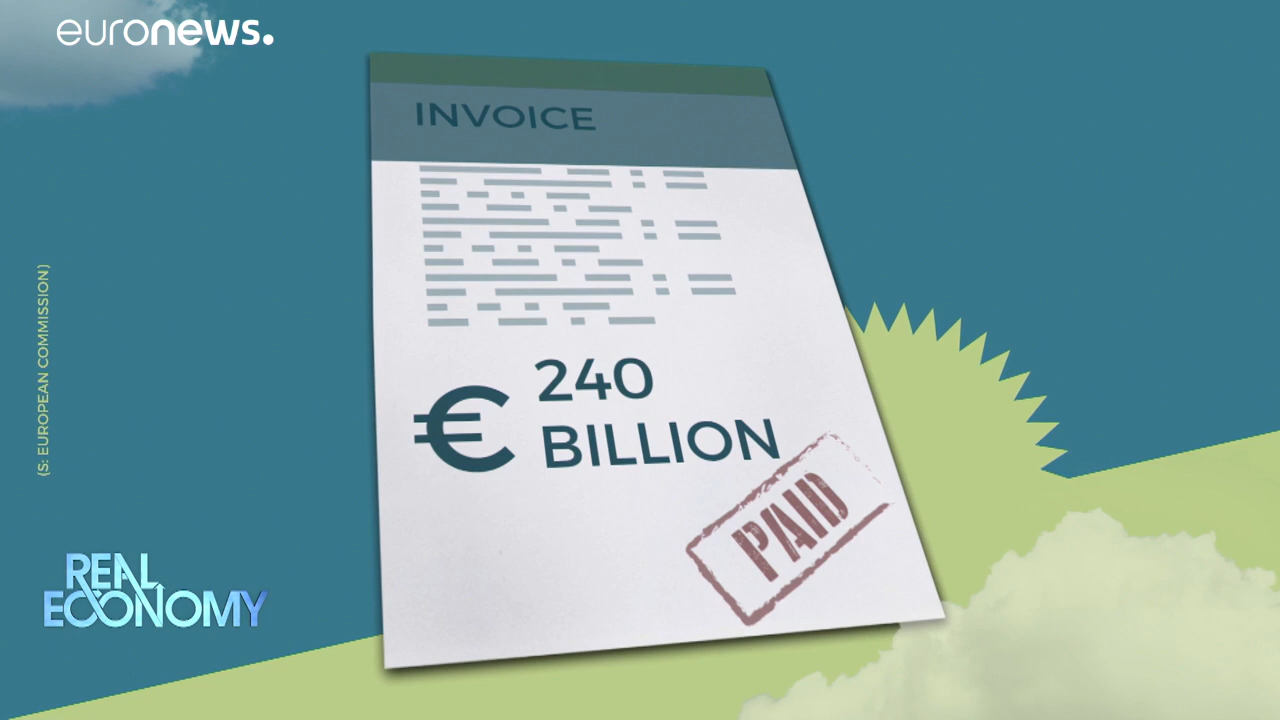 euronews.
INVOICE
€ 240
BILLION
PAID
(S: EUROPEAN COMMISSION)
REAL
ECONOMY